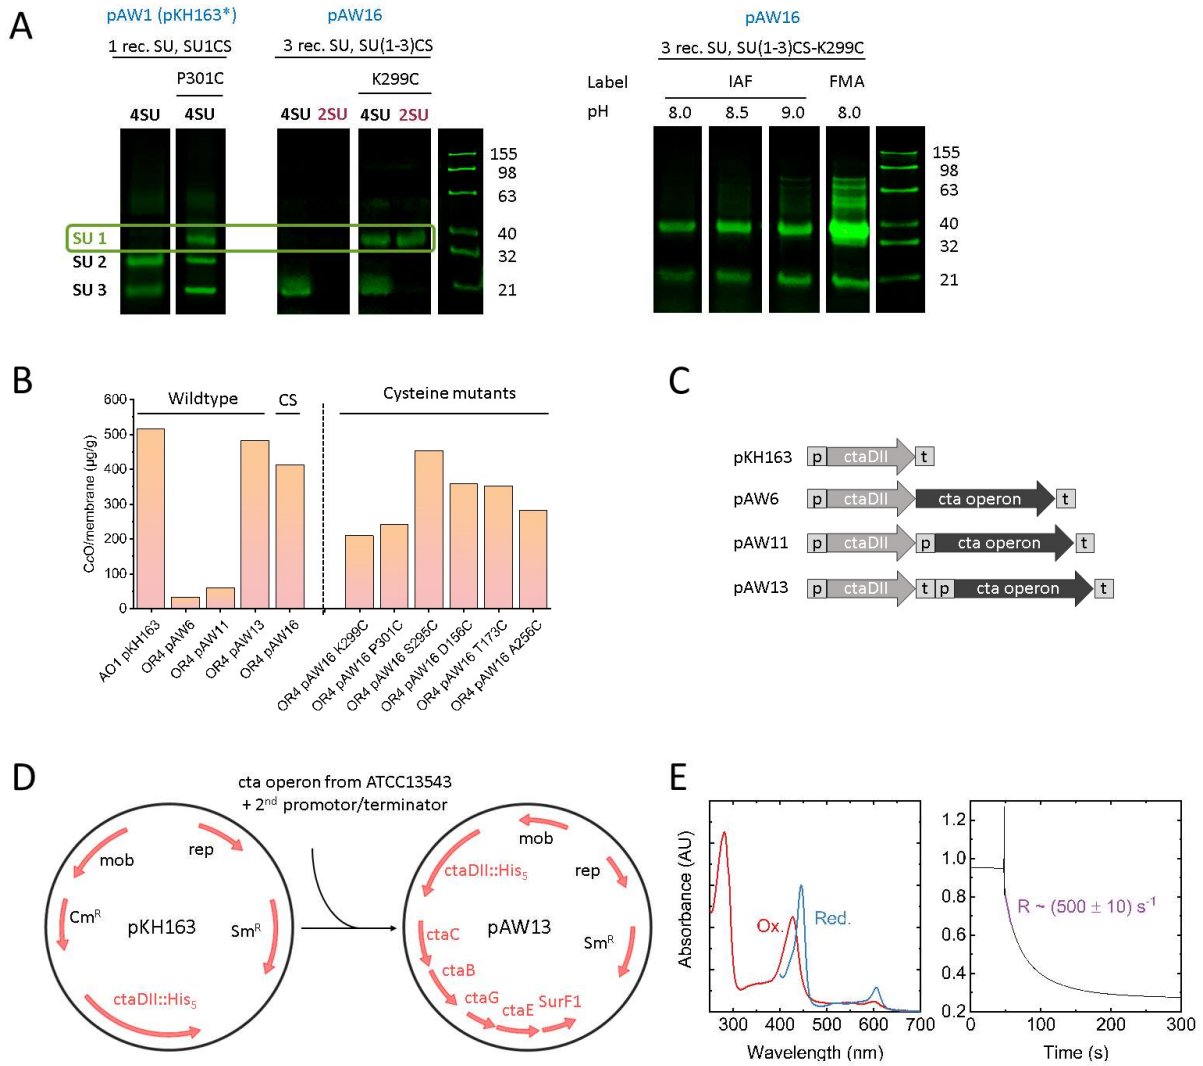 A
pAW1 (pKH163*)
pAW16
pAW16
1 rec. SU, SU1CS
3 rec. SU, SU(1-3)CS
3 rec. SU, SU(1-3)CS-K299C
P301C
K299C
Label
IAF
FMA
4SU
4SU
4SU
2SU
4SU
2SU
pH
8.0
8.5
9.0
8.0
155
98
63
40
32
21
155
98
63
40
32
21
SU 1
SU 2
SU 3
B
Wildtype
CS
Cysteine mutants
CcO/membrane (µg/g)
600
500
400
300
200
100
0
AO1 pKH163
OR4 pAW6
OR4 pAW11
OR4 pAW13
OR4 pAW16
OR4 pAW16 K299C
OR4 pAW16 P301C
OR4 pAW16 S295C
OR4 pAW16 D156C
OR4 pAW16 T173C
OR4 pAW16 A256C
C
pKH163
p
ctaDII
t
pAW6
p
ctaDII
cta operon
t
pAW11
p
ctaDII
p
cta operon
t
pAW13
p
ctaDII
t
p
cta operon
t
D
cta operon from ATCC13543
+ 2nd promotor/terminator
mob
rep
CmR
pKH163
SmR
ctaDII::His5
mob
ctaDII::His5
rep
pAW13
SmR
ctaC
ctaB
ctaG
ctaE
SurF1
E
Absorbance (AU)
Ox.
Red.
300
400
500
600
700
Wavelength (nm)
1.2
1.0
0.8
0.6
0.4
0.2
R ~ (500 ± 10) s-1
0
100
200
300
Time (s)